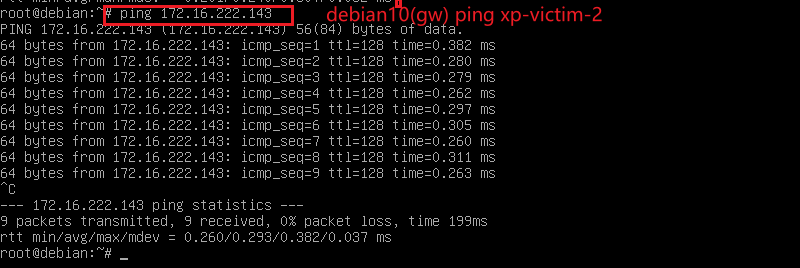 root@debian:~# ping 172.16.222.143
debian10(gw) ping xp-victim-2
PING 172.16.222.143 (172.16.222.143) 56(84) bytes of data.
64 bytes from 172.16.222.143: icmp_seq=1 ttl=128 time=0.382 ms
64 bytes from 172.16.222.143: icmp_seq=2 ttl=128 time=0.280 ms
64 bytes from 172.16.222.143: icmp_seq=3 ttl=128 time=0.279 ms
64 bytes from 172.16.222.143: icmp_seq=4 ttl=128 time=0.262 ms
64 bytes from 172.16.222.143: icmp_seq=5 ttl=128 time=0.297 ms
64 bytes from 172.16.222.143: icmp_seq=6 ttl=128 time=0.305 ms
64 bytes from 172.16.222.143: icmp_seq=7 ttl=128 time=0.260 ms
64 bytes from 172.16.222.143: icmp_seq=8 ttl=128 time=0.311 ms
64 bytes from 172.16.222.143: icmp_seq=9 ttl=128 time=0.263 ms
^C
--- 172.16.222.143 ping statistics ---
9 packets transmitted, 9 received, 0% packet loss, time 199ms
rtt min/avg/max/mdev = 0.260/0.293/0.382/0.037 ms
root@debian:~# _